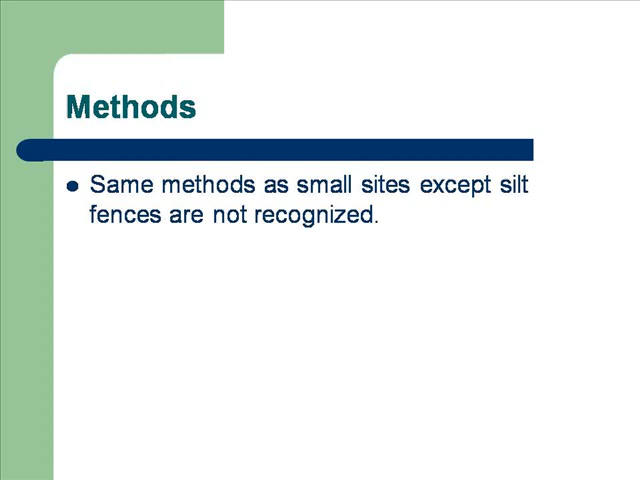 Methods
Same methods as small sites except silt
fences are not recognized.